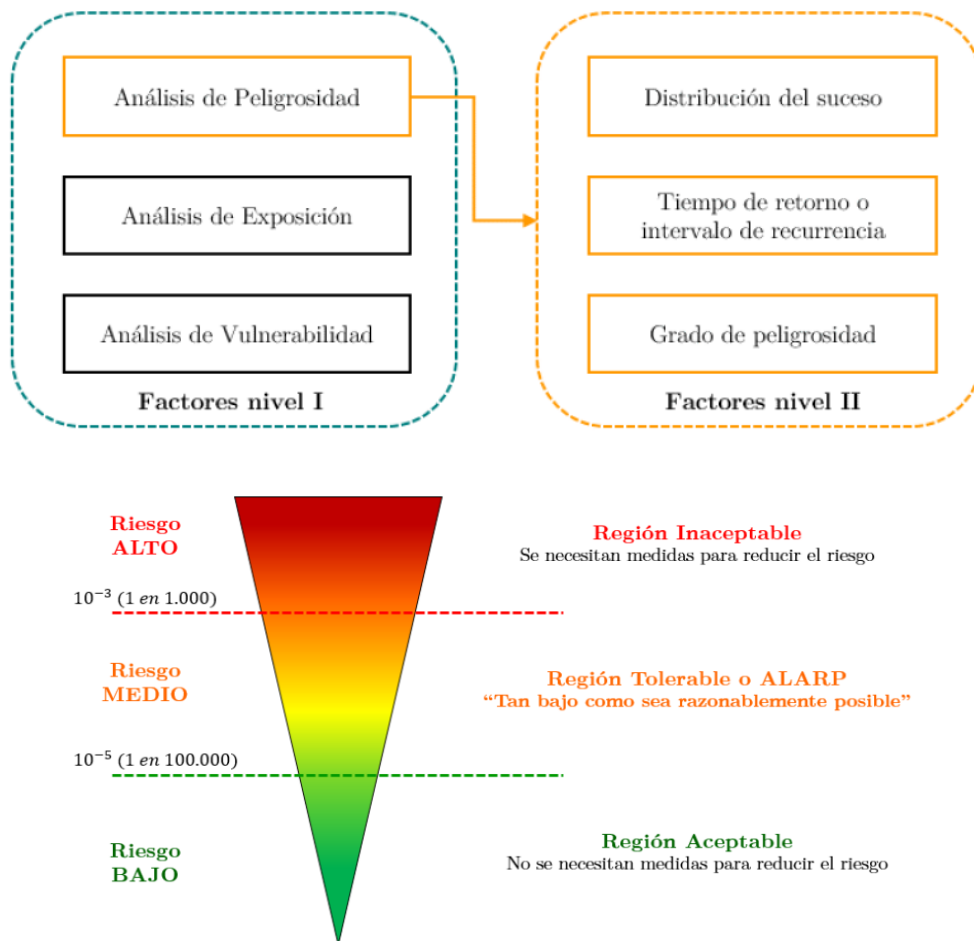 Análisis de Peligrosidad
Análisis de Exposición
Análisis de Vulnerabilidad
Factores nivel I
Distribución del suceso
Tiempo de retorno o
intervalo de recurrencia
Grado de peligrosidad
Factores nivel II
Riesgo
ALTO
Región Inaceptable
Se necesitan medidas para reducir el riesgo
10⁻³ (1 en 1.000)
Riesgo
MEDIO
Región Tolerable o ALARP
“Tan bajo como sea razonablemente posible”
10⁻⁵ (1 en 100.000)
Riesgo
BAJO
Región Aceptable
No se necesitan medidas para reducir el riesgo